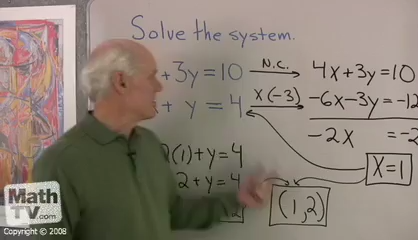 Solve the system.
+3y = 10 N.C. 4x+3y = 10
+ y = 4 x(-3) -6x-3y = -12
-2x = -2
(1)+y = 4
x = 1
2+y = 4
(1,2)
Math
TV.com
Copyright © 2008